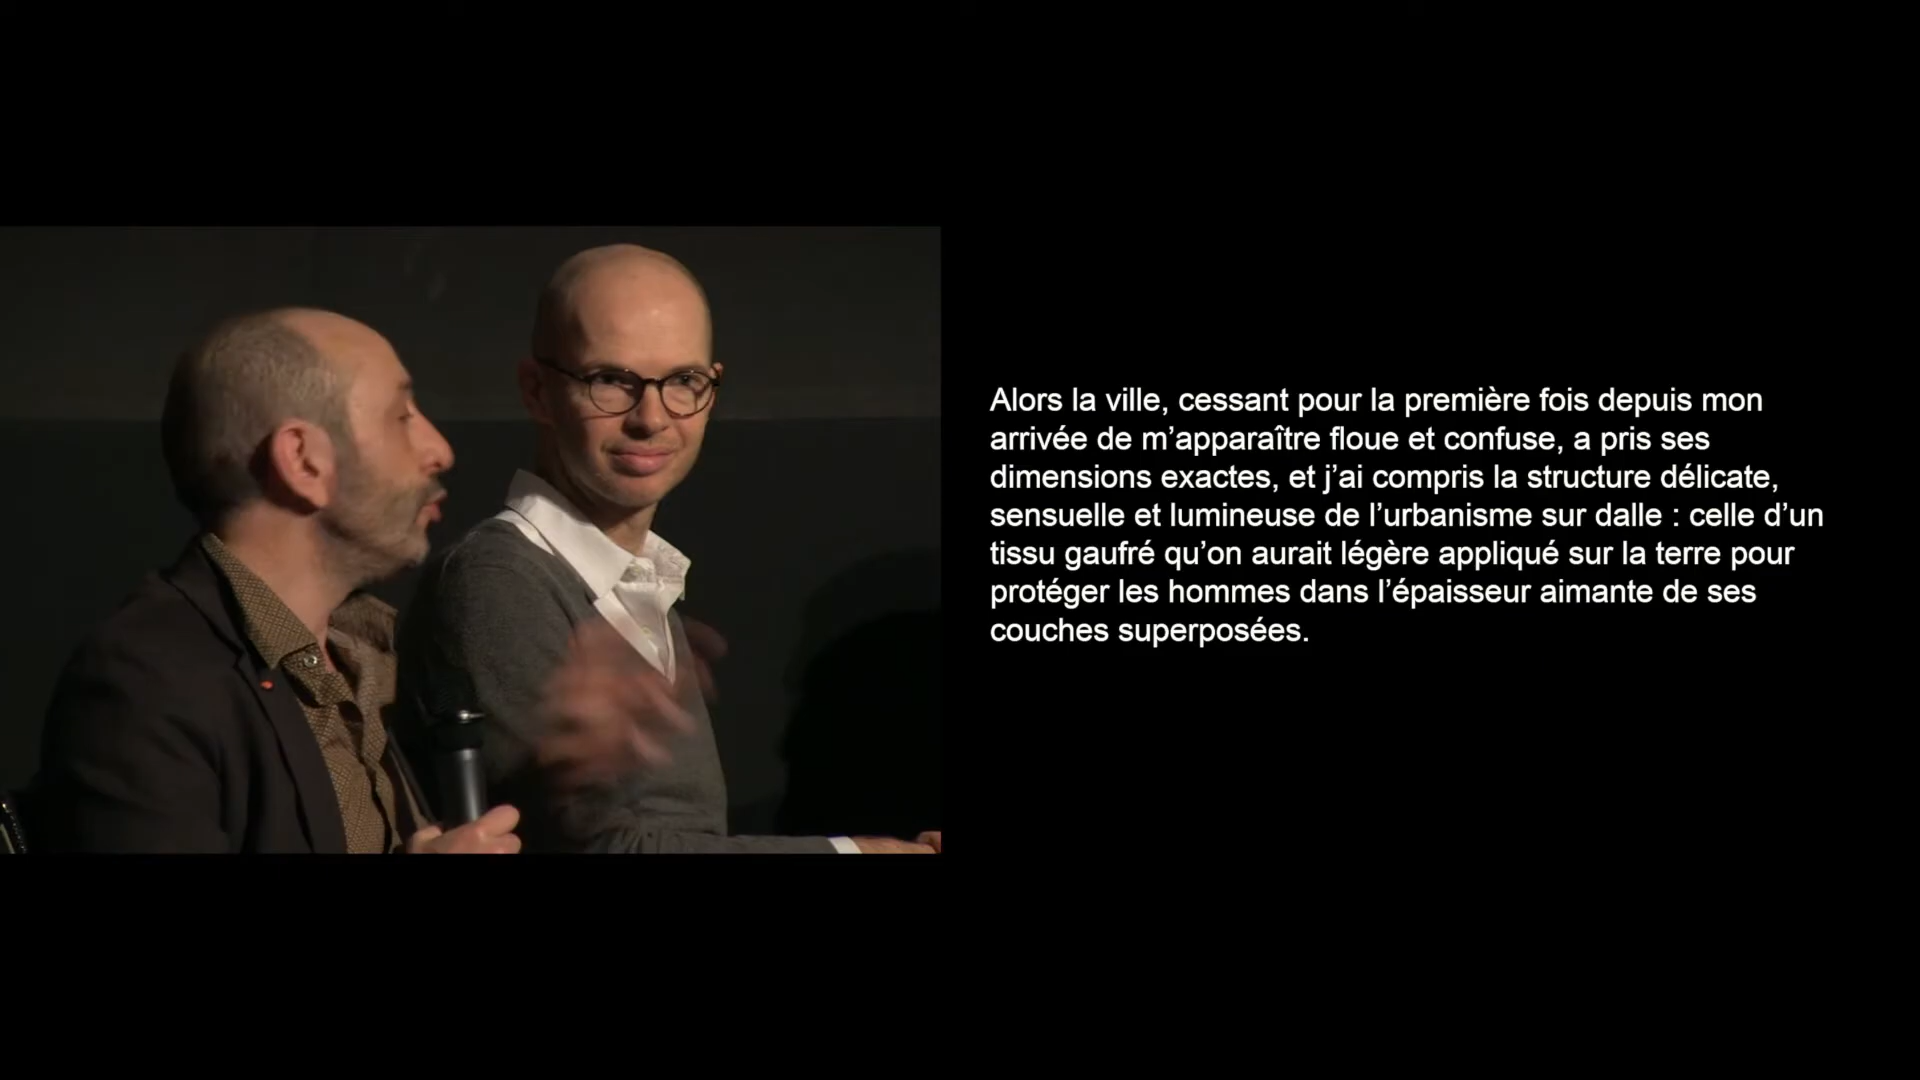 Alors la ville, cessant pour la première fois depuis mon
arrivée de m’apparaître floue et confuse, a pris ses
dimensions exactes, et j’ai compris la structure délicate,
sensuelle et lumineuse de l’urbanisme sur dalle : celle d’un
tissu gaufré qu’on aurait légère appliqué sur la terre pour
protéger les hommes dans l’épaisseur aimante de ses
couches superposées.